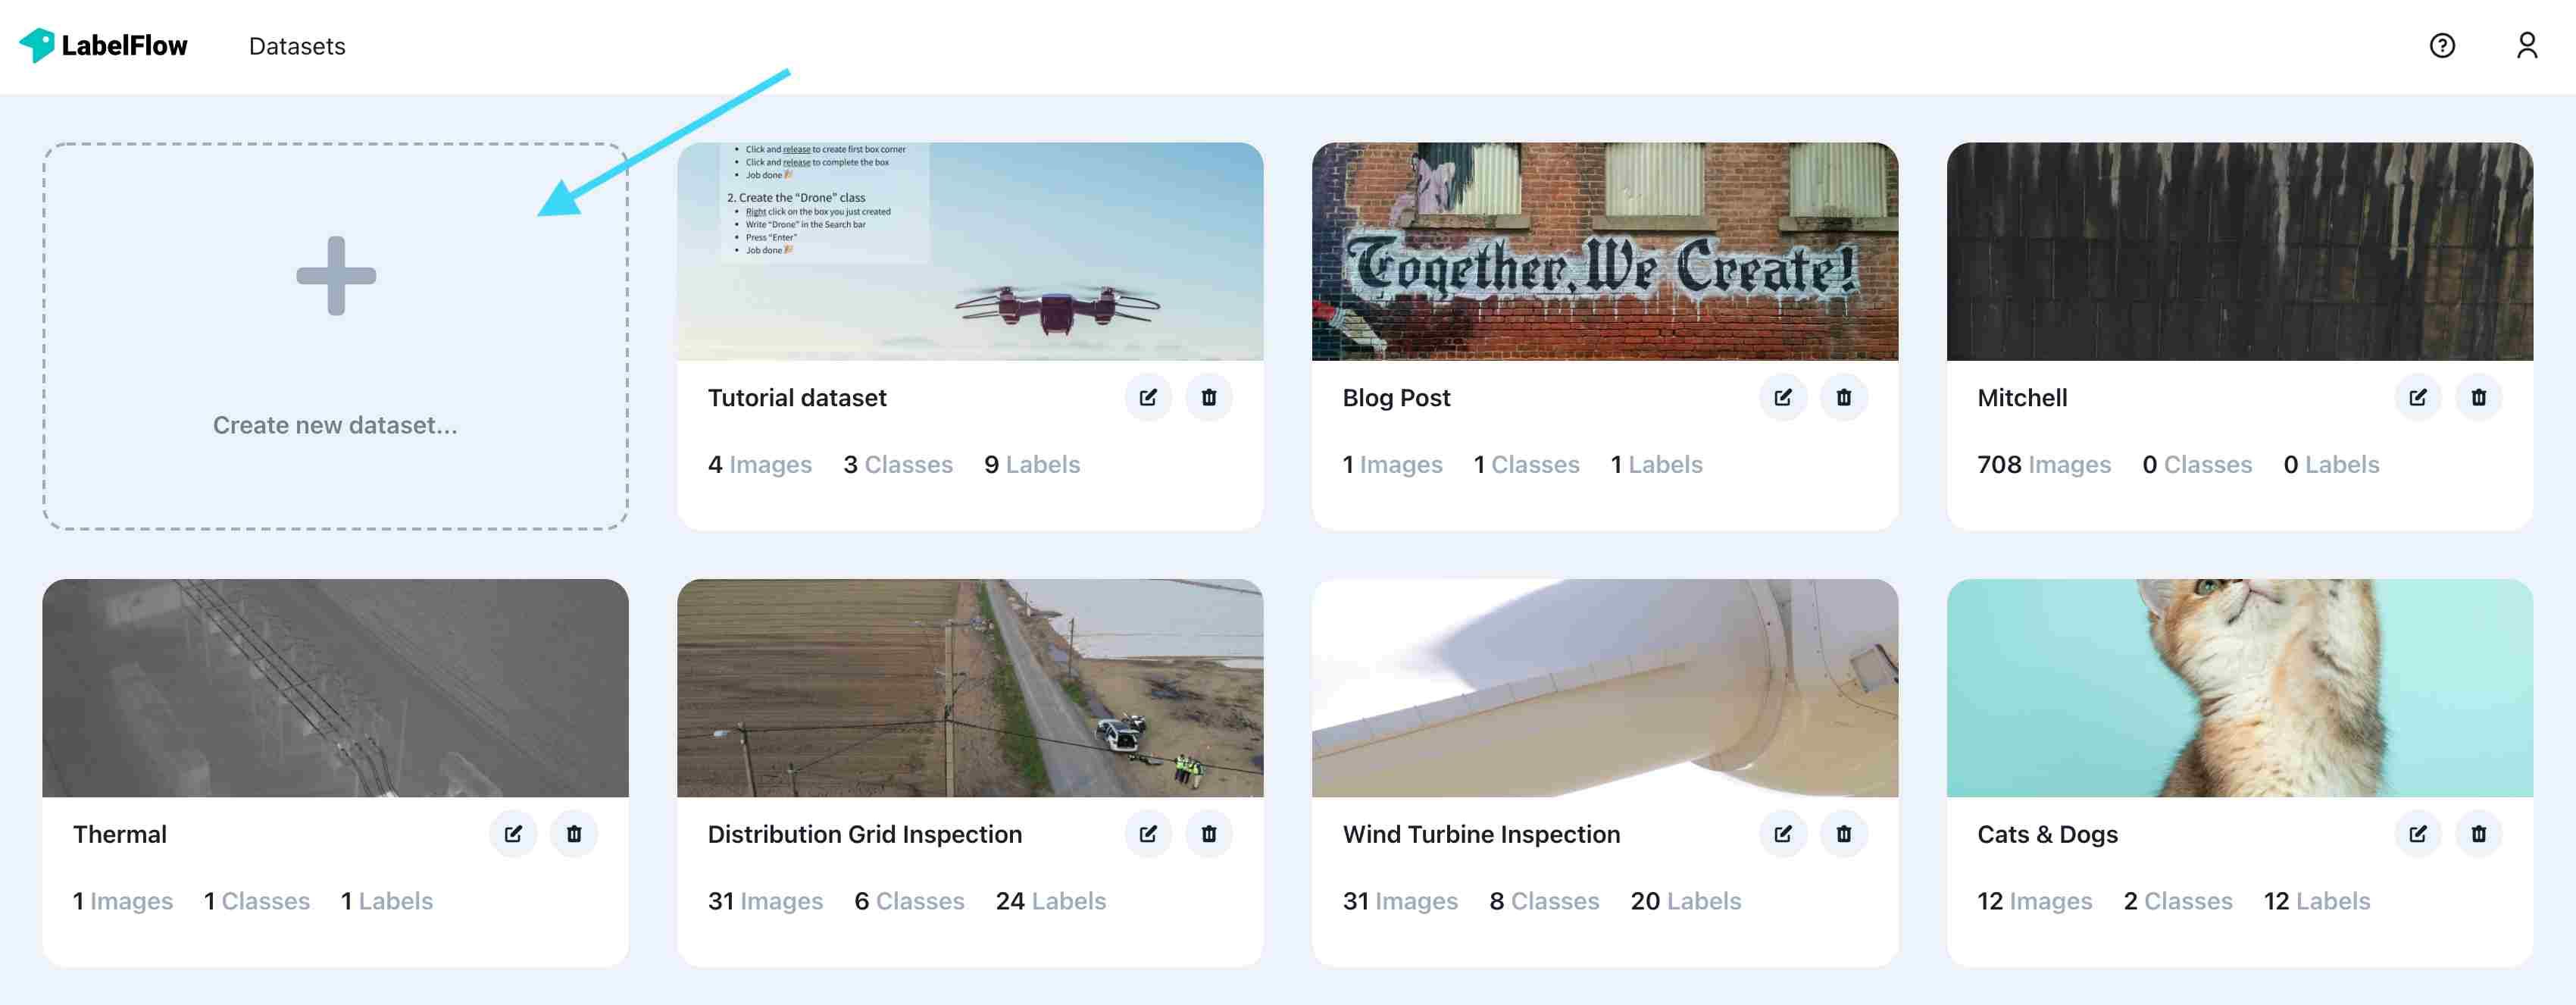 LabelFlow
Datasets
Create new dataset...
• Click and release to create first box corner
• Click and release to complete the box
• Job done 🎉
2. Create the “Drone” class
• Right click on the box you just created
• Write “Drone” in the Search bar
• Press “Enter”
• Job done 🎉
Tutorial dataset
4 Images 3 Classes 9 Labels
Together, We Create!
Blog Post
1 Images 1 Classes 1 Labels
Mitchell
708 Images 0 Classes 0 Labels
Thermal
1 Images 1 Classes 1 Labels
Distribution Grid Inspection
31 Images 6 Classes 24 Labels
Wind Turbine Inspection
31 Images 8 Classes 20 Labels
Cats & Dogs
12 Images 2 Classes 12 Labels